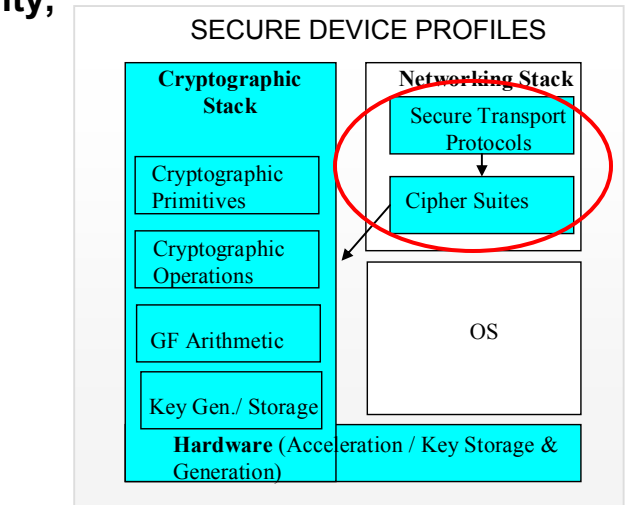 ity,
SECURE DEVICE PROFILES
Cryptographic
Stack
Cryptographic
Primitives
Cryptographic
Operations
GF Arithmetic
Key Gen./ Storage
Networking Stack
Secure Transport
Protocols
Cipher Suites
OS
Hardware (Acceleration / Key Storage &
Generation)